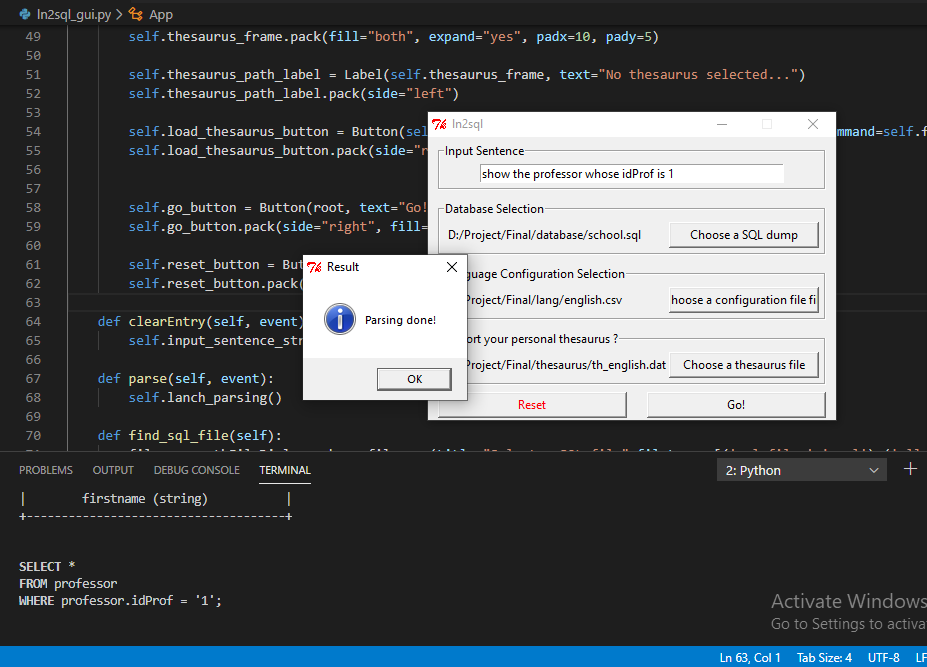 ln2sql_gui.py > App
49 self.thesaurus_frame.pack(fill="both", expand="yes", padx=10, pady=5)
50
51 self.thesaurus_path_label = Label(self.thesaurus_frame, text="No thesaurus selected...")
52 self.thesaurus_path_label.pack(side="left")
53
54 self.load_thesaurus_button = Button(sel
mmand=self.f
55 self.load_thesaurus_button.pack(side="r
56
57
58 self.go_button = Button(root, text="Go!
59 self.go_button.pack(side="right", fill=
60
61 self.reset_button = But
62 self.reset_button.pack(
63
64 def clearEntry(self, event)
65 self.input_sentence_str
66
67 def parse(self, event):
68 self.lanch_parsing()
69
70 def find_sql_file(self):
ln2sql
Input Sentence
show the professor whose idProf is 1
Database Selection
D:/Project/Final/database/school.sql
Choose a SQL dump
guage Configuration Selection
Project/Final/lang/english.csv
hoose a configuration file fi
ort your personal thesaurus ?
Project/Final/thesaurus/th_english.dat
Choose a thesaurus file
Reset
Go!
Result
Parsing done!
OK
PROBLEMS OUTPUT DEBUG CONSOLE TERMINAL
2: Python
| firstname (string) |
+-------------------------------------+
SELECT *
FROM professor
WHERE professor.idProf = '1';
Activate Windows
Go to Settings to activa
Ln 63, Col 1 Tab Size: 4 UTF-8 LF